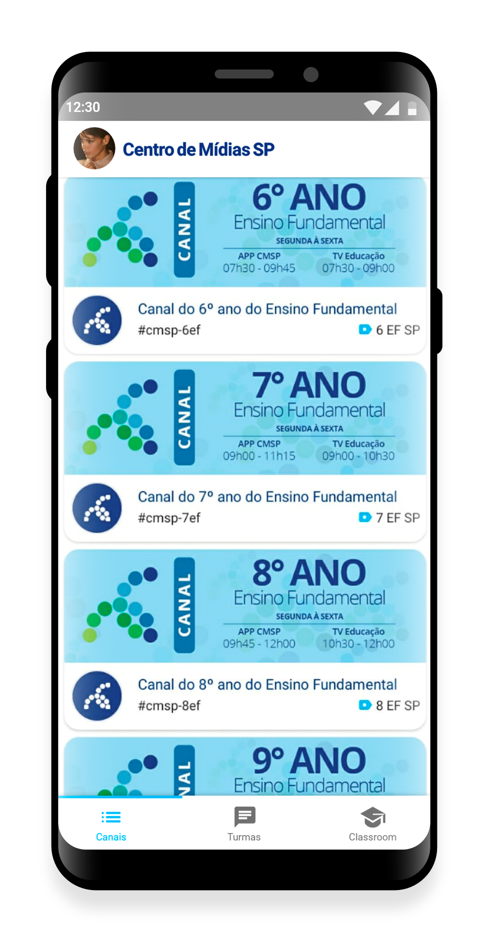 12:30
Centro de Mídias SP
CANAL
6º ANO
Ensino Fundamental
SEGUNDA À SEXTA
APP CMSP TV Educação
07h30 - 09h45 07h30 - 09h00
Canal do 6º ano do Ensino Fundamental
#cmsp-6ef 6 EF SP
CANAL
7º ANO
Ensino Fundamental
SEGUNDA À SEXTA
APP CMSP TV Educação
09h00 - 11h15 09h00 - 10h30
Canal do 7º ano do Ensino Fundamental
#cmsp-7ef 7 EF SP
CANAL
8º ANO
Ensino Fundamental
SEGUNDA À SEXTA
APP CMSP TV Educação
09h45 - 12h00 10h30 - 12h00
Canal do 8º ano do Ensino Fundamental
#cmsp-8ef 8 EF SP
NAL
9º ANO
Ensino Fundamental
Canais Turmas Classroom